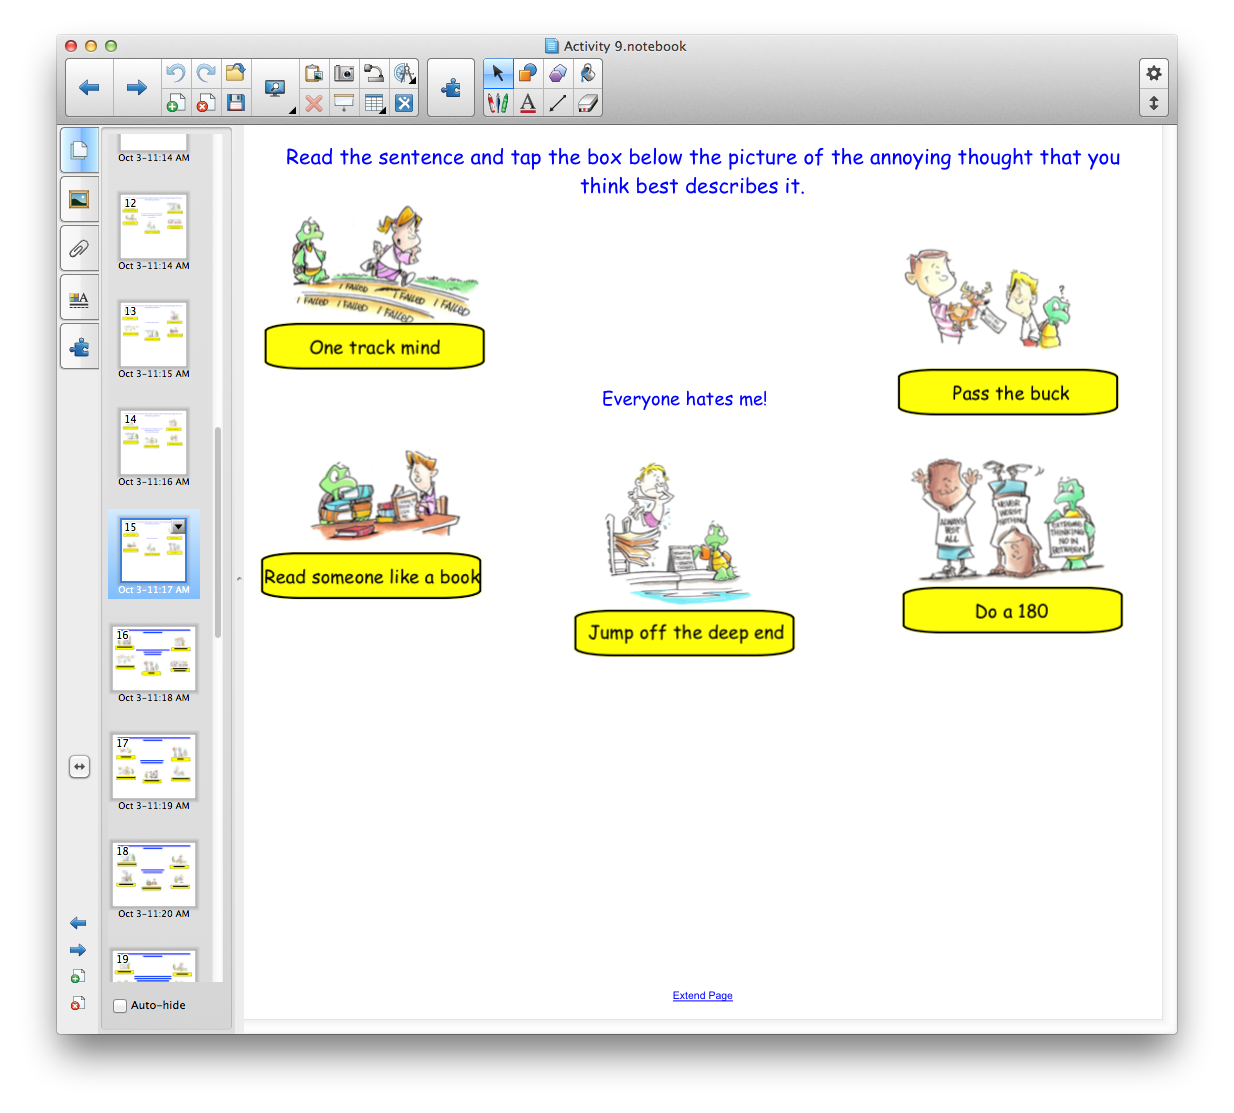 Activity 9.notebook
Oct 3-11:14 AM
12
Oct 3-11:14 AM
13
Oct 3-11:15 AM
14
Oct 3-11:16 AM
15
Oct 3-11:17 AM
16
Oct 3-11:18 AM
17
Oct 3-11:19 AM
18
Oct 3-11:20 AM
19
Auto-hide
Read the sentence and tap the box below the picture of the annoying thought that you
think best describes it.
I FAILED
I FAILED
I FAILED
I FAILED
I FAILED
I FAILED
One track mind
?
Pass the buck
Everyone hates me!
Read someone like a book
Jump off the deep end
ALWAYS
BEST
ALL
NEVER
WORST
NOTHING
EXTREME
THINKING
NO IN
BETWEEN
Do a 180
Extend Page